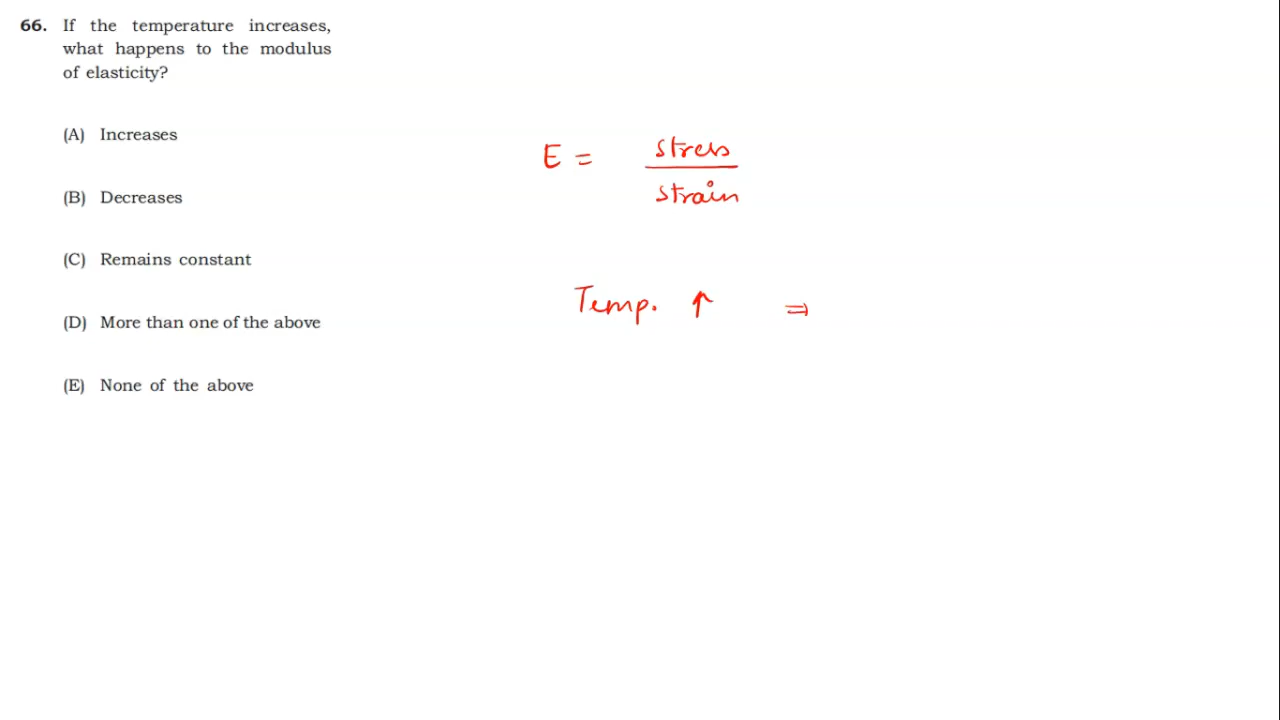 66. If the temperature increases,
what happens to the modulus
of elasticity?
(A) Increases
(B) Decreases
(C) Remains constant
(D) More than one of the above
(E) None of the above
E = stress
strain
Temp. ↑ ⇒